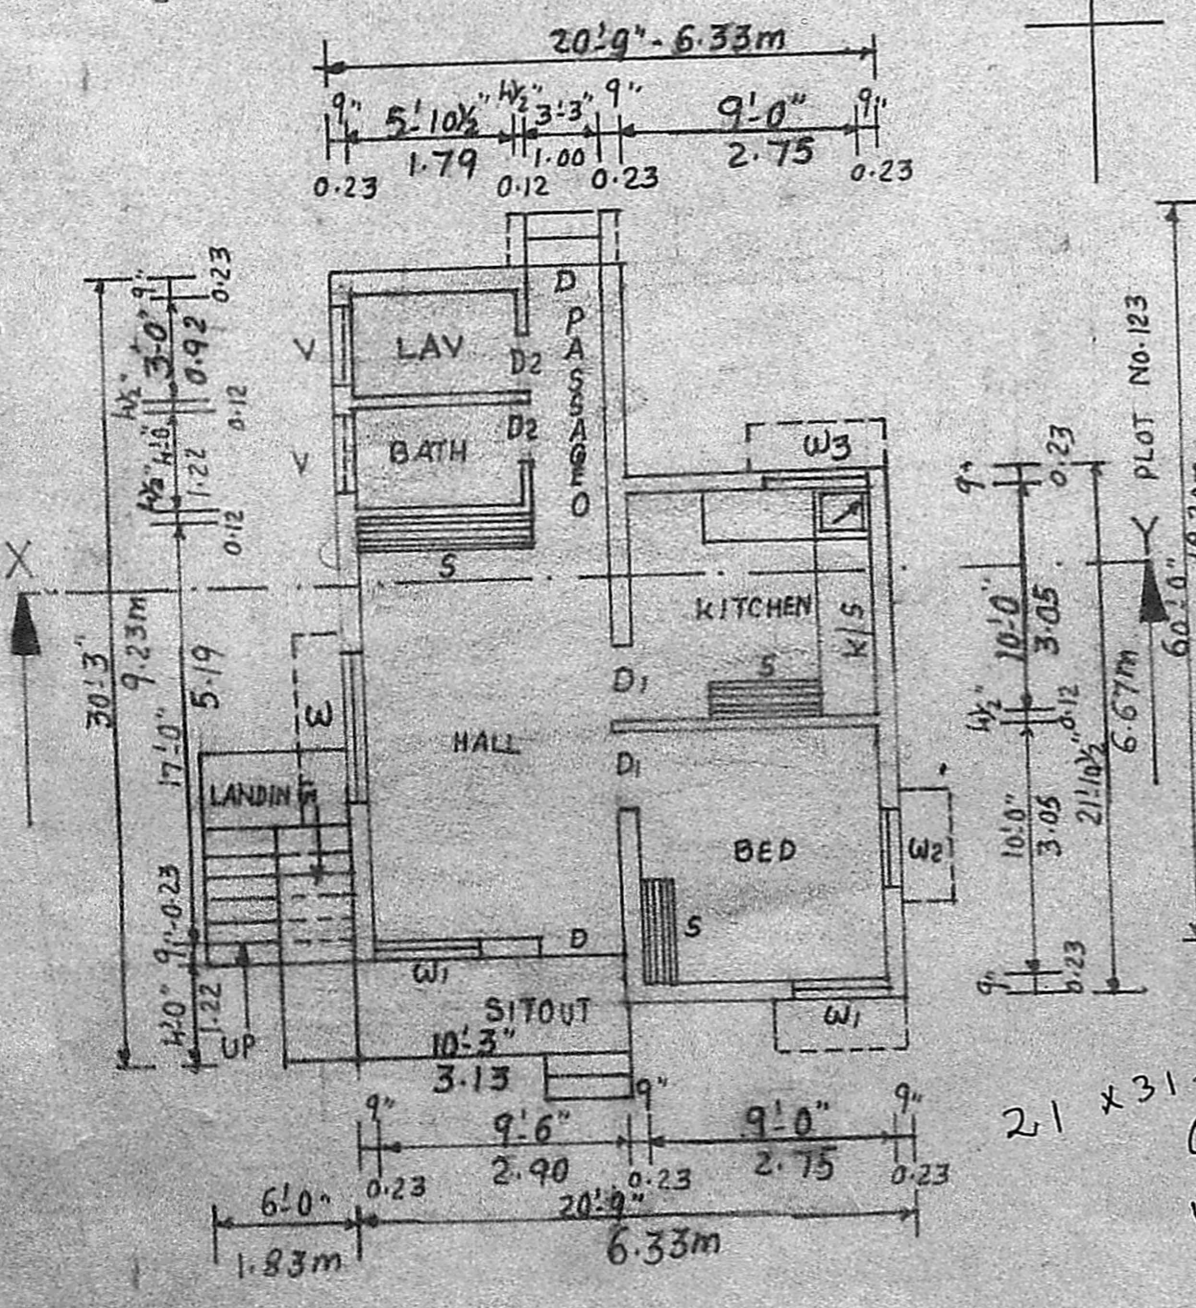 20'-9" - 6.33m
9" 5'-10½" 4½" 3'-3" 9" 9'-0" 9"
0.23 1.79 0.12 1.00 0.23 2.75 0.23
D
PASSAGE
O
LAV
D2
V
BATH
D2
V
S
W3
KITCHEN
K/S
S
D1
HALL
D1
BED
W
LANDING
W2
S
D
W1
SITOUT
W1
UP
10'-3"
3.13
X
Y
PLOT NO.123
60'-0"
30'-3"
9.23m
9" 0.23
3'-0" 0.92
4½" 0.12
4'-0" 1.22
4½" 0.12
17'-0" 5.19
9"-0.23
4'-0" 1.22
9" 0.23
10'-0" 3.05
4½" 0.12
10'-0" 3.05
9" 0.23
21'-10½"
6.67m
21 x 31
9" 9'-6" 9" 9'-0" 9"
0.23 2.90 0.23 2.75 0.23
6'-0" 20'-9"
1.83m 6.33m